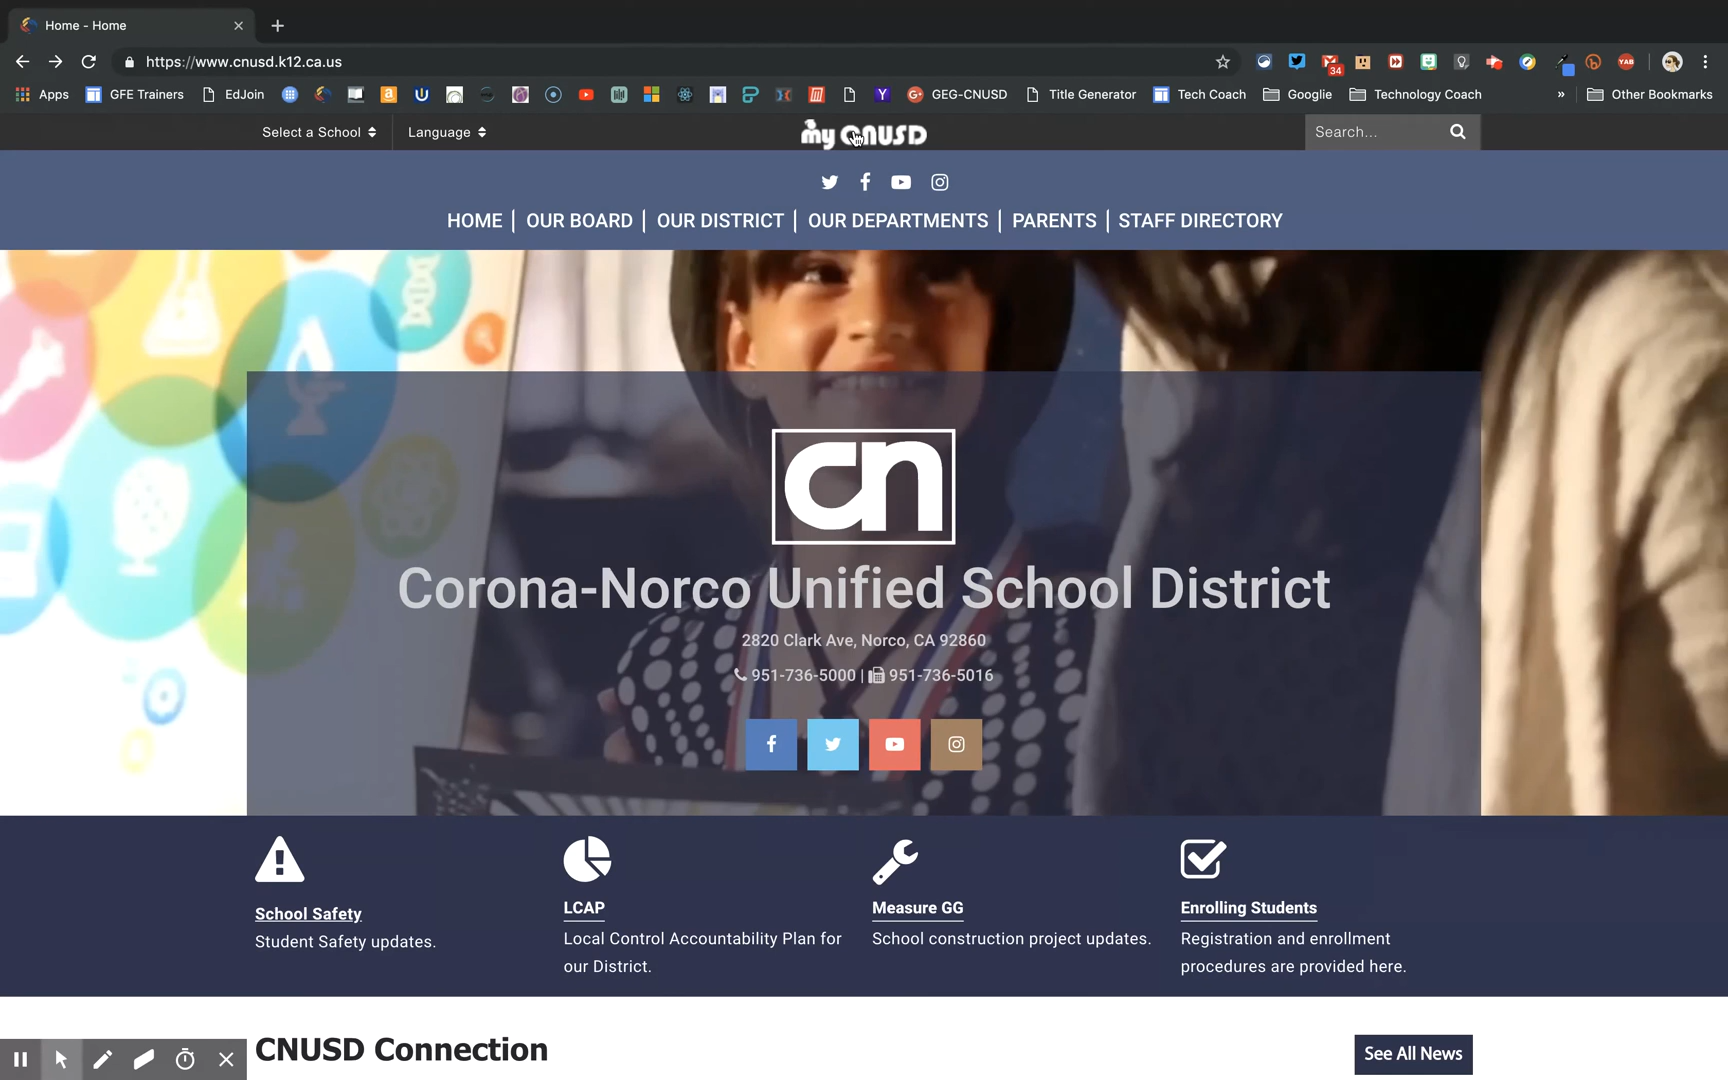 Home - Home
https://www.cnusd.k12.ca.us
34
YAB
Apps
GFE Trainers
EdJoin
GEG-CNUSD
Title Generator
Tech Coach
Googlie
Technology Coach
»
Other Bookmarks
Select a School
Language
my CNUSD
Search...
HOME | OUR BOARD | OUR DISTRICT | OUR DEPARTMENTS | PARENTS | STAFF DIRECTORY
cn
Corona-Norco Unified School District
2820 Clark Ave, Norco, CA 92860
951-736-5000 | 951-736-5016
School Safety
Student Safety updates.
LCAP
Local Control Accountability Plan for
our District.
Measure GG
School construction project updates.
Enrolling Students
Registration and enrollment
procedures are provided here.
CNUSD Connection
See All News